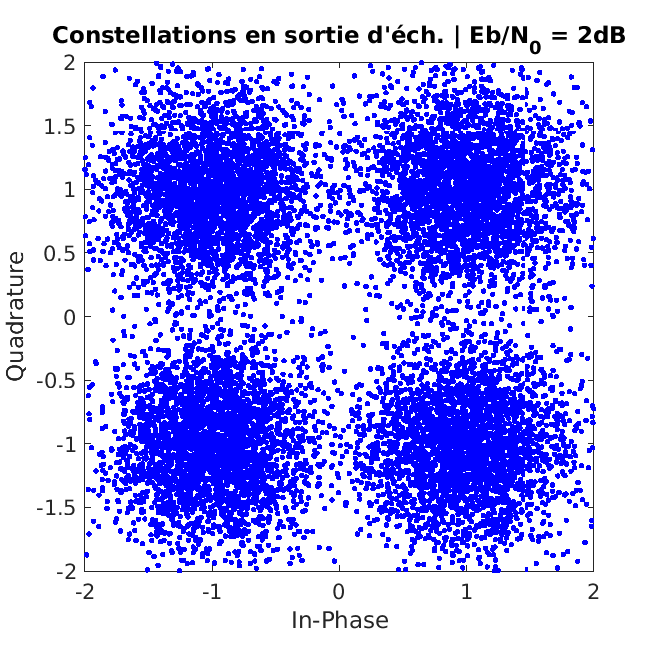 Constellations en sortie d'éch. | Eb/N0 = 2dB
2
1.5
1
0.5
0
-0.5
-1
-1.5
-2
Quadrature
-2 -1 0 1 2
In-Phase